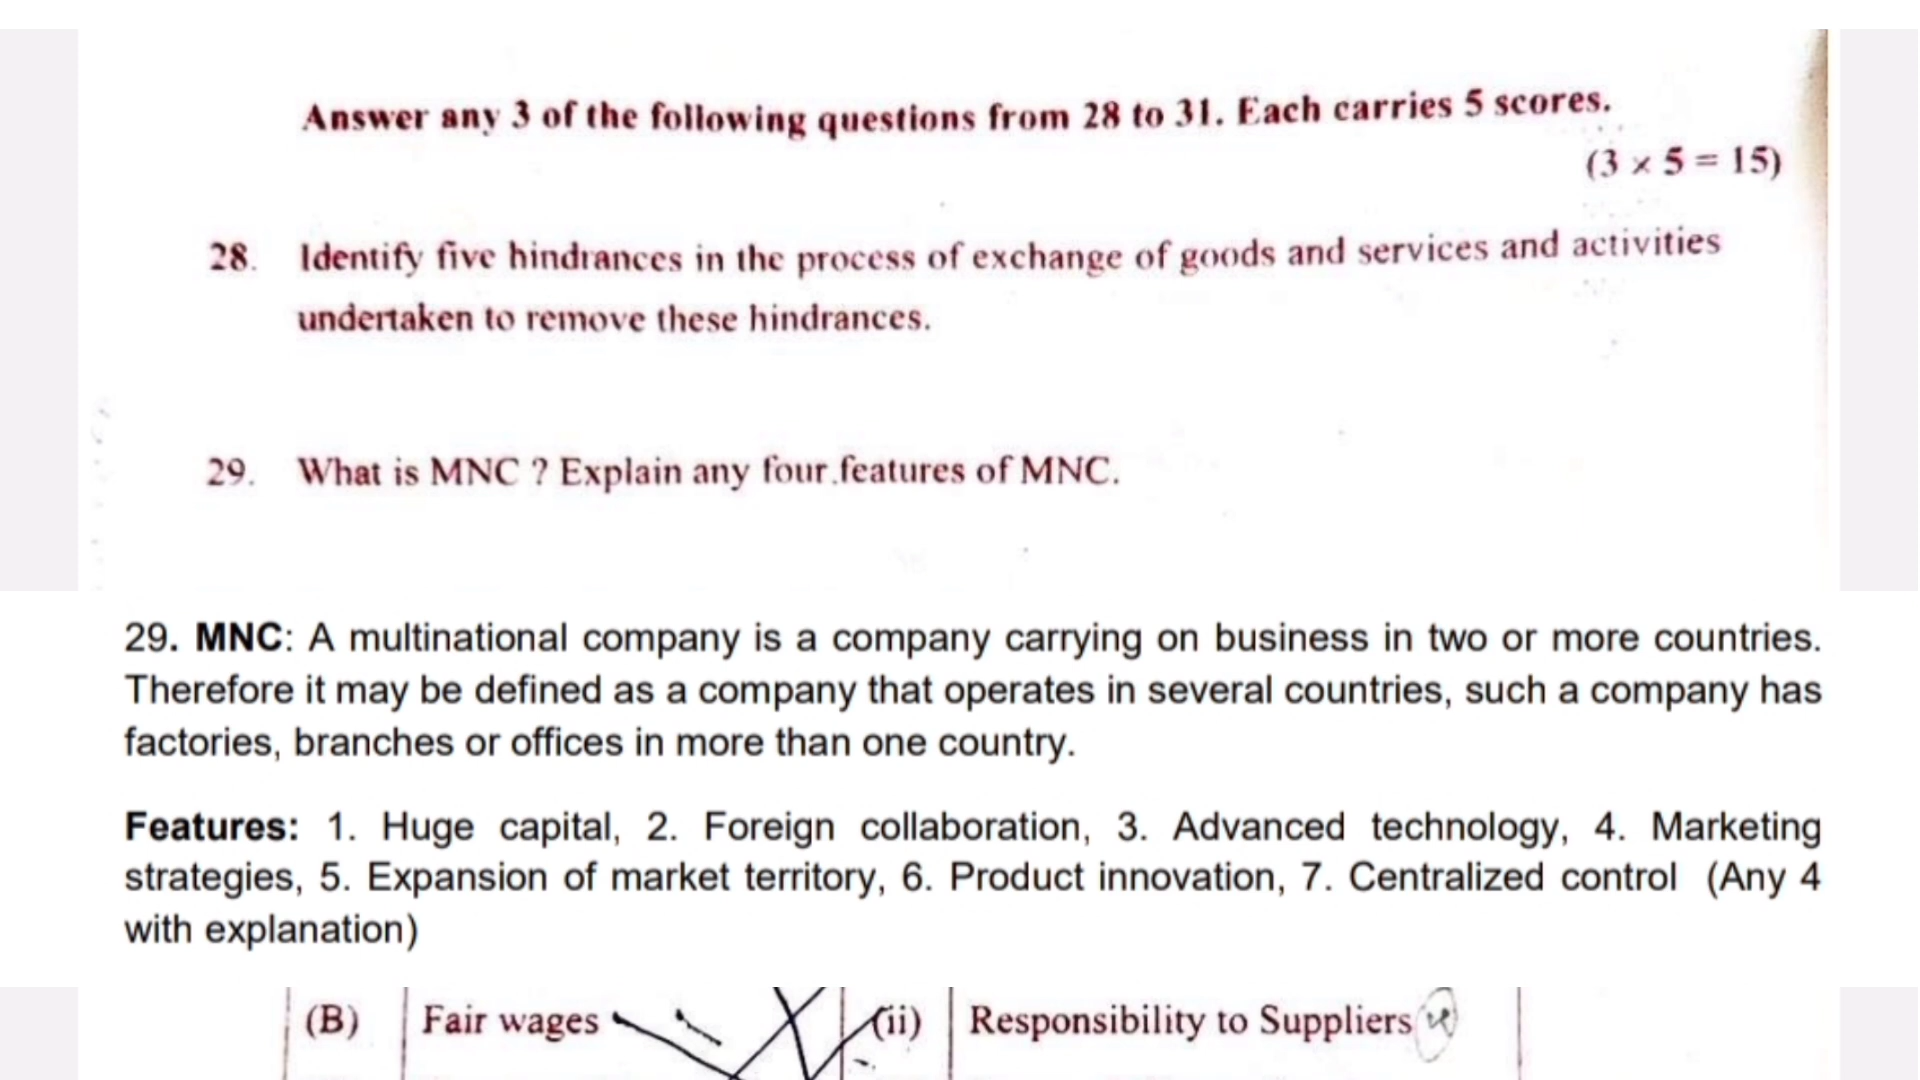 Answer any 3 of the following questions from 28 to 31. Each carries 5 scores.
(3 × 5 = 15)
28. Identify five hindrances in the process of exchange of goods and services and activities
undertaken to remove these hindrances.
29. What is MNC ? Explain any four features of MNC.
29. MNC: A multinational company is a company carrying on business in two or more countries.
Therefore it may be defined as a company that operates in several countries, such a company has
factories, branches or offices in more than one country.
Features: 1. Huge capital, 2. Foreign collaboration, 3. Advanced technology, 4. Marketing
strategies, 5. Expansion of market territory, 6. Product innovation, 7. Centralized control (Any 4
with explanation)
(B) Fair wages (ii) Responsibility to Suppliers